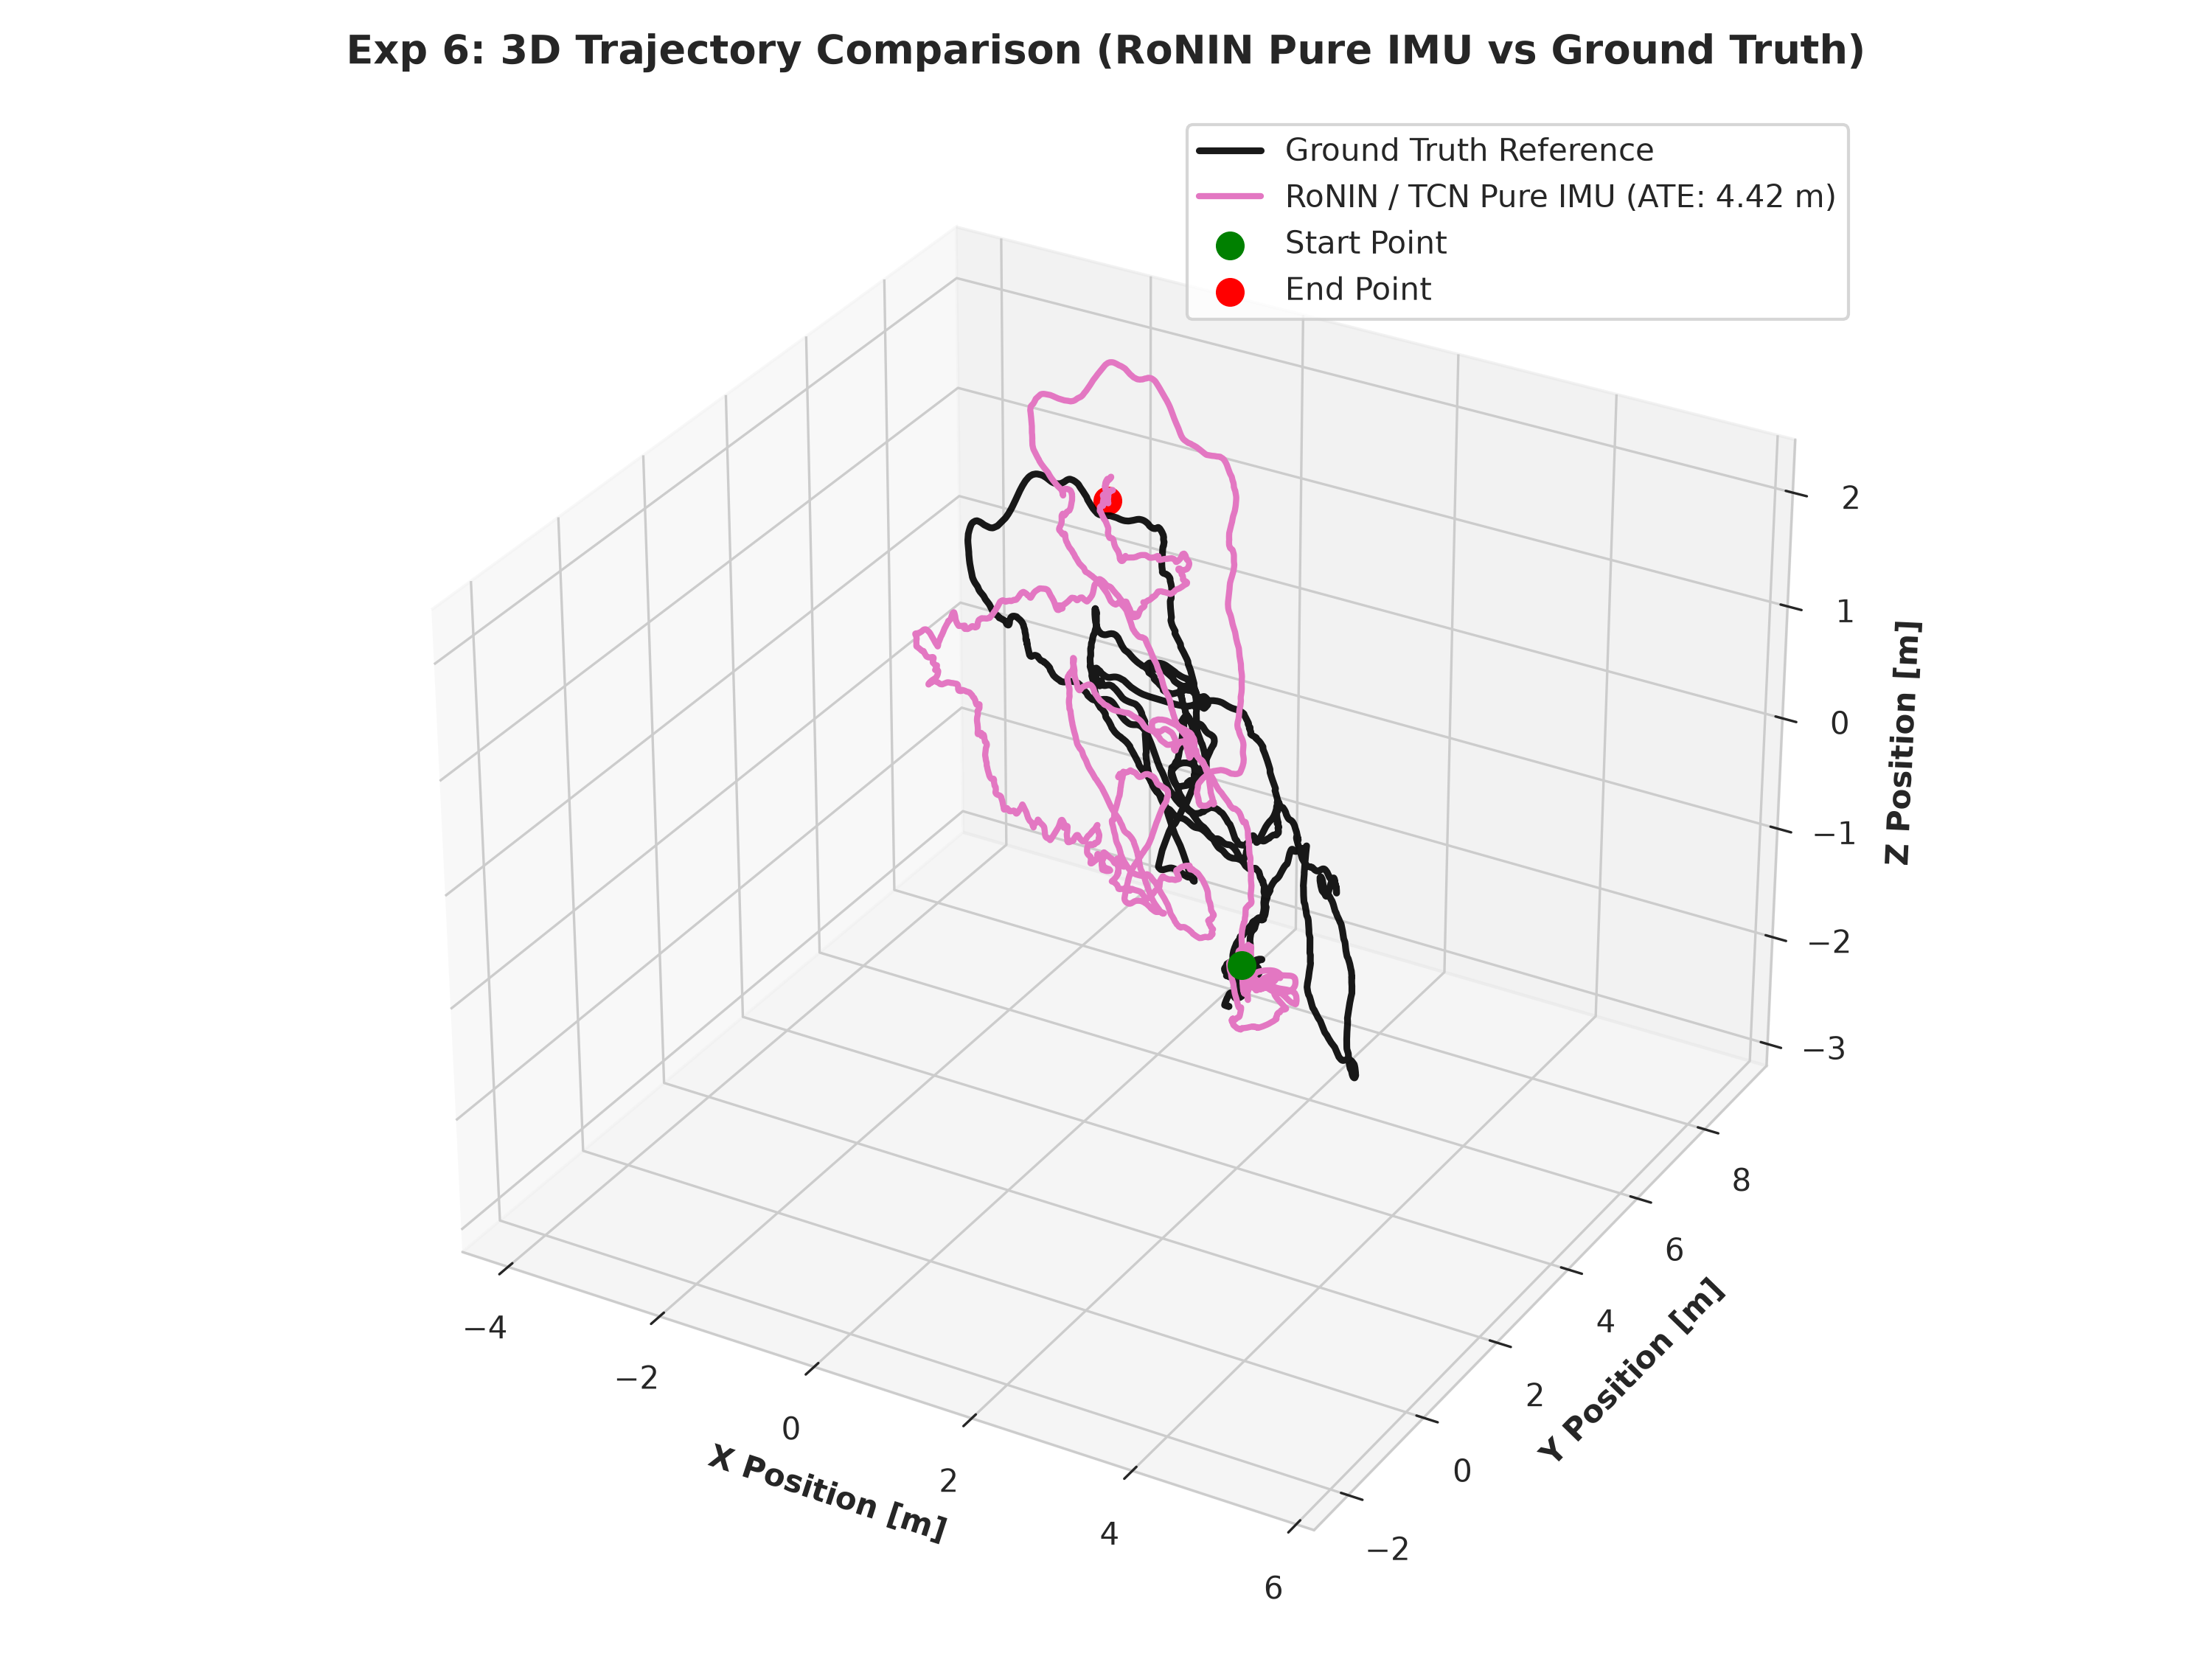 Exp 6: 3D Trajectory Comparison (RoNIN Pure IMU vs Ground Truth)
Ground Truth Reference
RoNIN / TCN Pure IMU (ATE: 4.42 m)
Start Point
End Point
2
1
0
−1
−2
−3
Z Position [m]
8
6
4
2
0
−2
Y Position [m]
−4
−2
0
2
4
6
X Position [m]